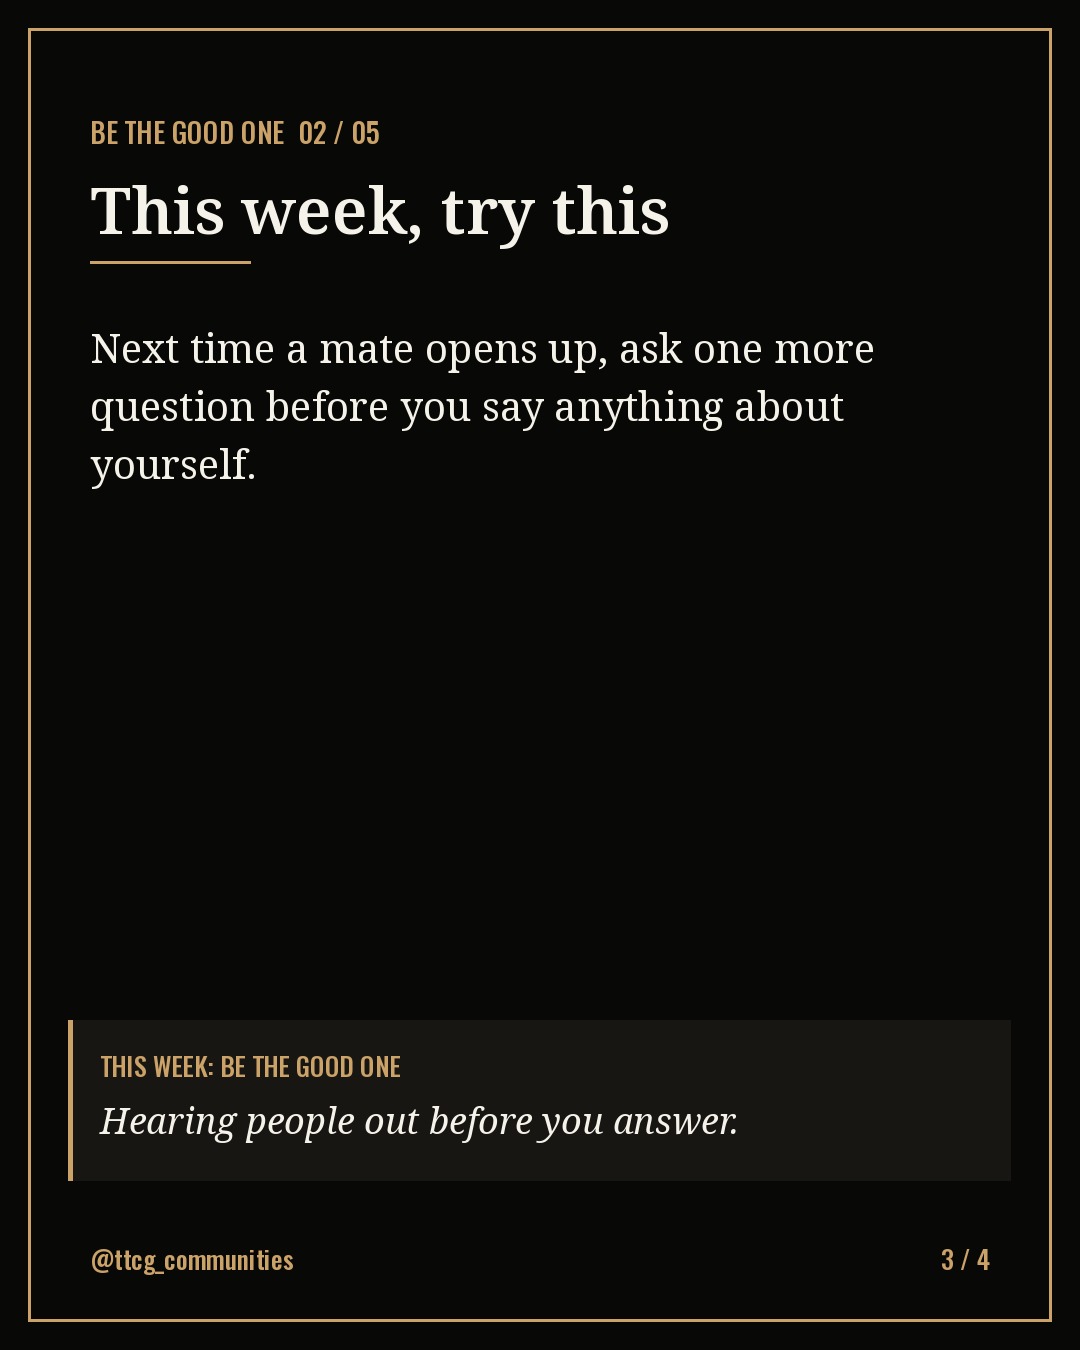 BE THE GOOD ONE 02 / 05
This week, try this
Next time a mate opens up, ask one more
question before you say anything about
yourself.
THIS WEEK: BE THE GOOD ONE
Hearing people out before you answer.
@ttcg_communities
3 / 4